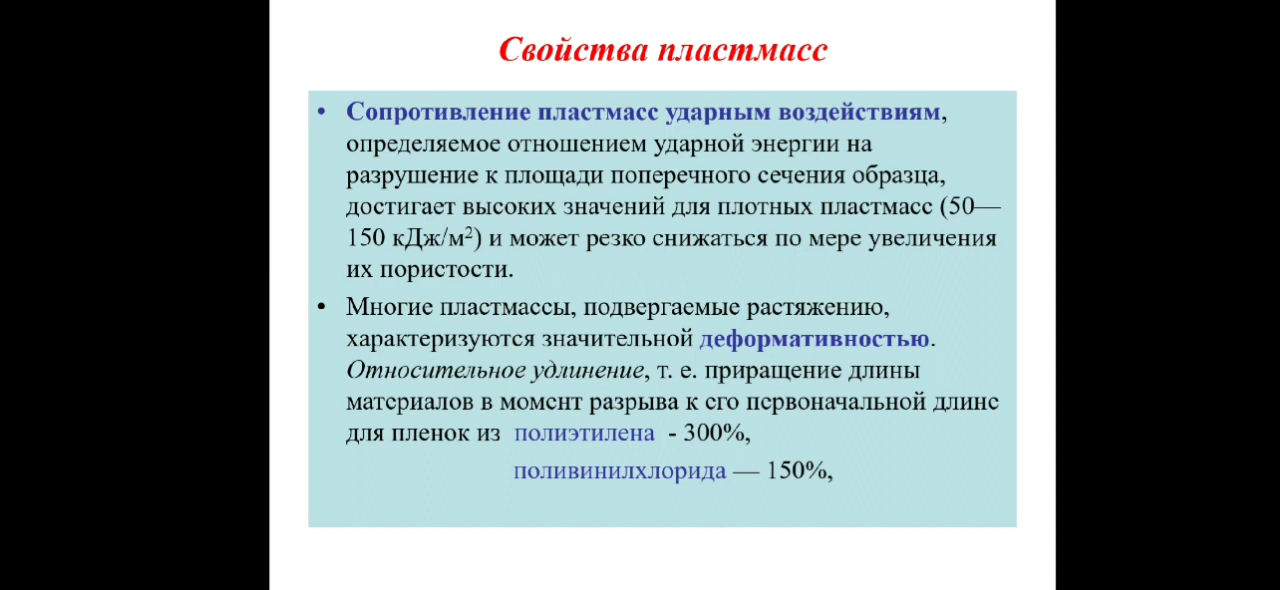 Свойства пластмасс
• Сопротивление пластмасс ударным воздействиям,
определяемое отношением ударной энергии на
разрушение к площади поперечного сечения образца,
достигает высоких значений для плотных пластмасс (50—
150 кДж/м²) и может резко снижаться по мере увеличения
их пористости.
• Многие пластмассы, подвергаемые растяжению,
характеризуются значительной деформативностью.
Относительное удлинение, т. е. приращение длины
материалов в момент разрыва к его первоначальной длине
для пленок из полиэтилена - 300%,
поливинилхлорида — 150%,